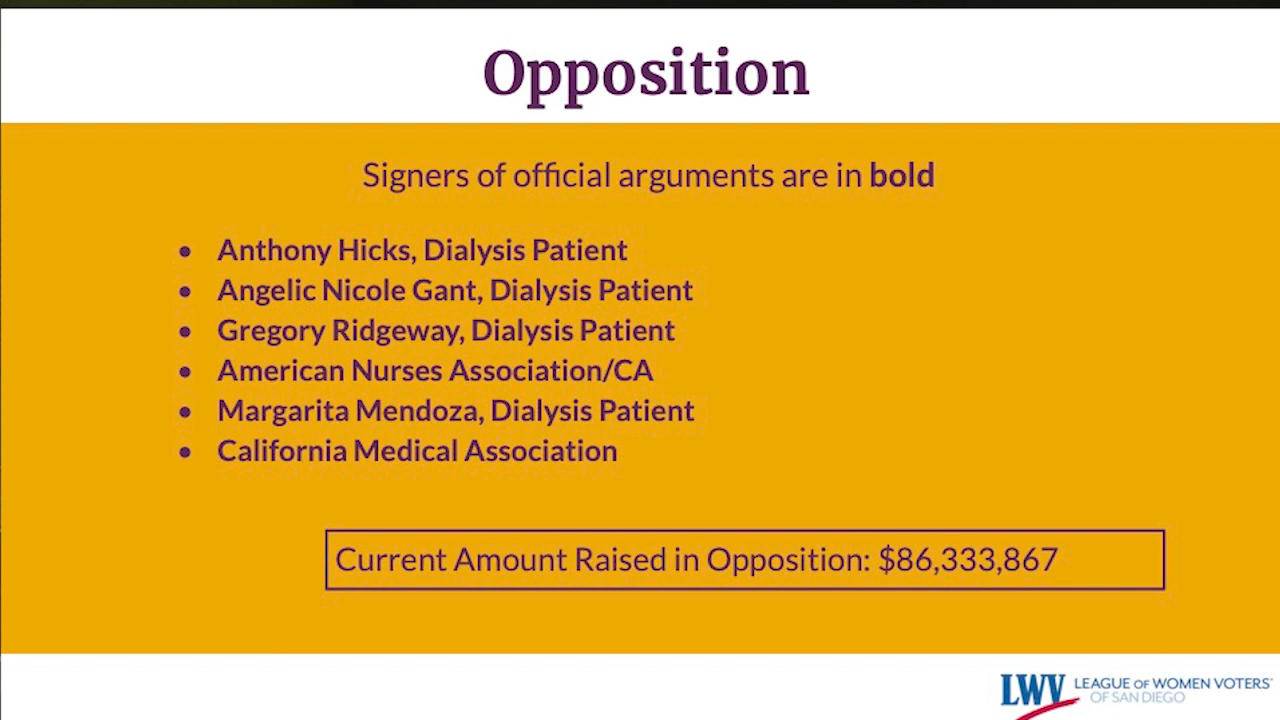 Opposition
Signers of official arguments are in bold
• Anthony Hicks, Dialysis Patient
• Angelic Nicole Gant, Dialysis Patient
• Gregory Ridgeway, Dialysis Patient
• American Nurses Association/CA
• Margarita Mendoza, Dialysis Patient
• California Medical Association
Current Amount Raised in Opposition: $86,333,867
LWV LEAGUE OF WOMEN VOTERS®
OF SAN DIEGO